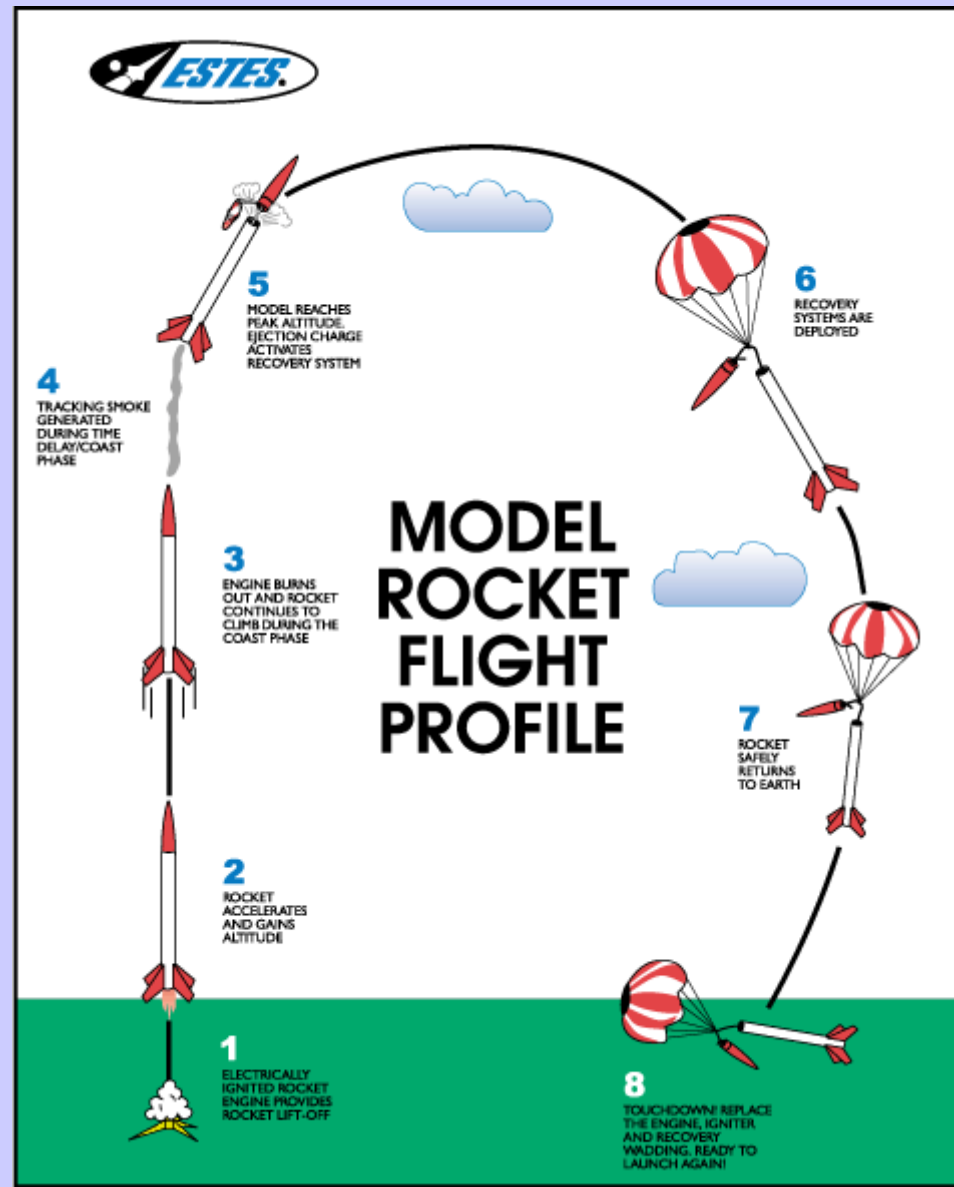 ESTES.
5
MODEL REACHES
PEAK ALTITUDE.
EJECTION CHARGE
ACTIVATES
RECOVERY SYSTEM
6
RECOVERY
SYSTEMS ARE
DEPLOYED
4
TRACKING SMOKE
GENERATED
DURING TIME
DELAY/COAST
PHASE
MODEL
ROCKET
FLIGHT
PROFILE
3
ENGINE BURNS
OUT AND ROCKET
CONTINUES TO
CLIMB DURING THE
COAST PHASE
7
ROCKET
SAFELY
RETURNS
TO EARTH
2
ROCKET
ACCELERATES
AND GAINS
ALTITUDE
1
ELECTRICALLY
IGNITED ROCKET
ENGINE PROVIDES
ROCKET LIFT-OFF
8
TOUCHDOWN! REPLACE
THE ENGINE, IGNITER
AND RECOVERY
WADDING. READY TO
LAUNCH AGAIN!